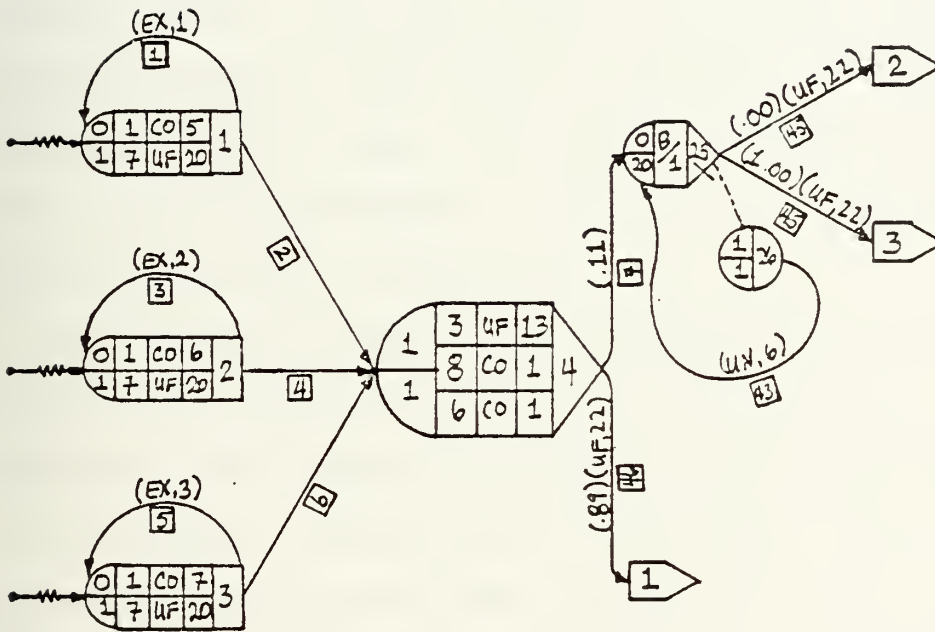 (EX,1)
1
0 1 CO 5 1
1 7 UF 20
2
(EX,2)
3
0 1 CO 6 2
1 7 UF 20
4
(EX,3)
5
0 1 CO 7 3
1 7 UF 20
6
1 3 UF 13 4
8 CO 1
1 6 CO 1
(.11)
(.89)(UF,22)
1
0 B/1 25
20
(.00)(UF,22)
2
(1.00)(UF,22)
45
3
1 26
1
(UN,6)
43